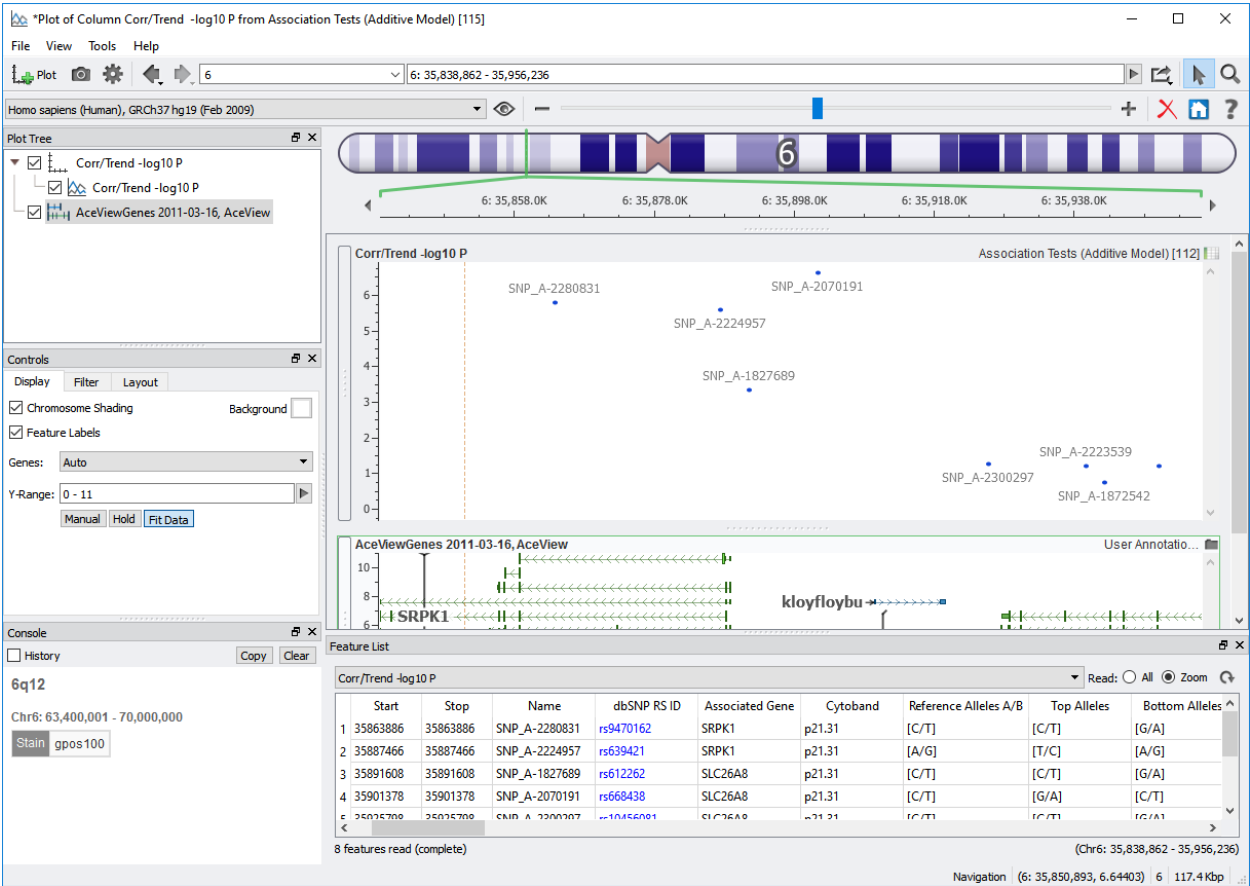 *Plot of Column Corr/Trend -log10 P from Association Tests (Additive Model) [115]
File View Tools Help
Plot 6 6: 35,838,862 - 35,956,236
Homo sapiens (Human), GRCh37 hg19 (Feb 2009)
Plot Tree
Corr/Trend -log10 P
Corr/Trend -log10 P
AceViewGenes 2011-03-16, AceView
6
6: 35,858.0K 6: 35,878.0K 6: 35,898.0K 6: 35,918.0K 6: 35,938.0K
Corr/Trend -log10 P Association Tests (Additive Model) [112]
6
5
4
3
2
1
0
SNP_A-2280831
SNP_A-2070191
SNP_A-2224957
SNP_A-1827689
SNP_A-2223539
SNP_A-2300297
SNP_A-1872542
Controls
Display Filter Layout
Chromosome Shading Background
Feature Labels
Genes: Auto
Y-Range: 0 - 11
Manual Hold Fit Data
AceViewGenes 2011-03-16, AceView User Annotatio...
10
8
6
SRPK1
kloyfloybu
Console
History Copy Clear
6q12
Chr6: 63,400,001 - 70,000,000
Stain gpos100
Feature List
Corr/Trend -log10 P Read: All Zoom
Start Stop Name dbSNP RS ID Associated Gene Cytoband Reference Alleles A/B Top Alleles Bottom Alleles
1 35863886 35863886 SNP_A-2280831 rs9470162 SRPK1 p21.31 [C/T] [C/T] [G/A]
2 35887466 35887466 SNP_A-2224957 rs639421 SRPK1 p21.31 [A/G] [T/C] [A/G]
3 35891608 35891608 SNP_A-1827689 rs612262 SLC26A8 p21.31 [C/T] [C/T] [G/A]
4 35901378 35901378 SNP_A-2070191 rs668438 SLC26A8 p21.31 [C/T] [G/A] [C/T]
5 35925798 35925798 SNP_A-2300297 rs10456081 SLC26A8 p21.31 [C/T] [C/T] [G/A]
8 features read (complete) (Chr6: 35,838,862 - 35,956,236)
Navigation (6: 35,850,893, 6.64403) 6 117.4 Kbp